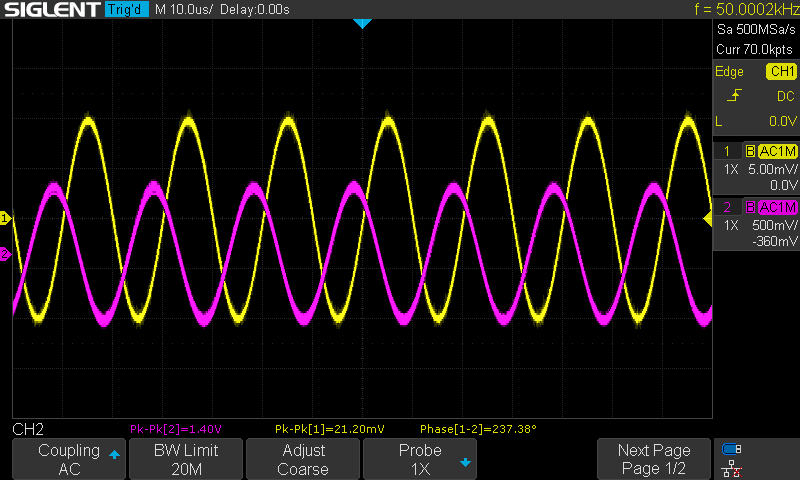 SIGLENT Trig'd M 10.0us/ Delay:0.00s f = 50.0002kHz
Sa 500MSa/s
Curr 70.0kpts
Edge CH1
DC
L 0.0V
1 B AC1M
1X 5.00mV/
0.0V
2 B AC1M
1X 500mV/
-360mV
1
2
CH2 Pk-Pk[2]=1.40V Pk-Pk[1]=21.20mV Phase[1-2]=237.38°
Coupling BW Limit Adjust Probe Next Page
AC 20M Coarse 1X Page 1/2